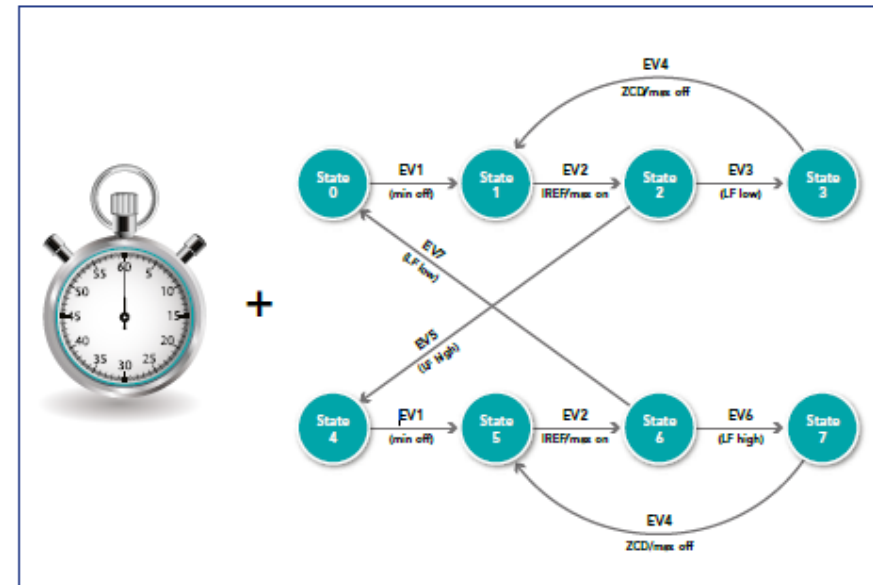 EV4
ZCD/max off
State 0
EV1
(min off)
State 1
EV2
IREF/max on
State 2
EV3
(LF low)
State 3
EV7
(LF low)
EV5
(LF high)
State 4
EV1
(min off)
State 5
EV2
IREF/max on
State 6
EV6
(LF high)
State 7
EV4
ZCD/max off
60
5
10
15
20
25
30
35
40
45
50
55
+